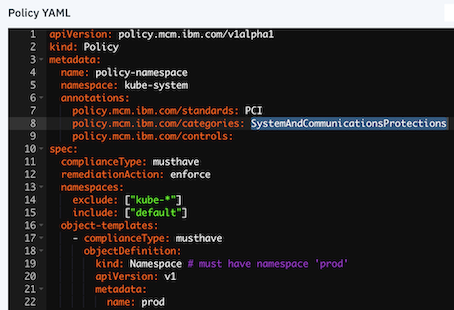 Policy YAML
1 apiVersion: policy.mcm.ibm.com/v1alpha1
2 kind: Policy
3 metadata:
4   name: policy-namespace
5   namespace: kube-system
6   annotations:
7     policy.mcm.ibm.com/standards: PCI
8     policy.mcm.ibm.com/categories: SystemAndCommunicationsProtections
9     policy.mcm.ibm.com/controls:
10 spec:
11   complianceType: musthave
12   remediationAction: enforce
13   namespaces:
14     exclude: ["kube-*"]
15     include: ["default"]
16   object-templates:
17     - complianceType: musthave
18       objectDefinition:
19         kind: Namespace # must have namespace 'prod'
20         apiVersion: v1
21         metadata:
22           name: prod